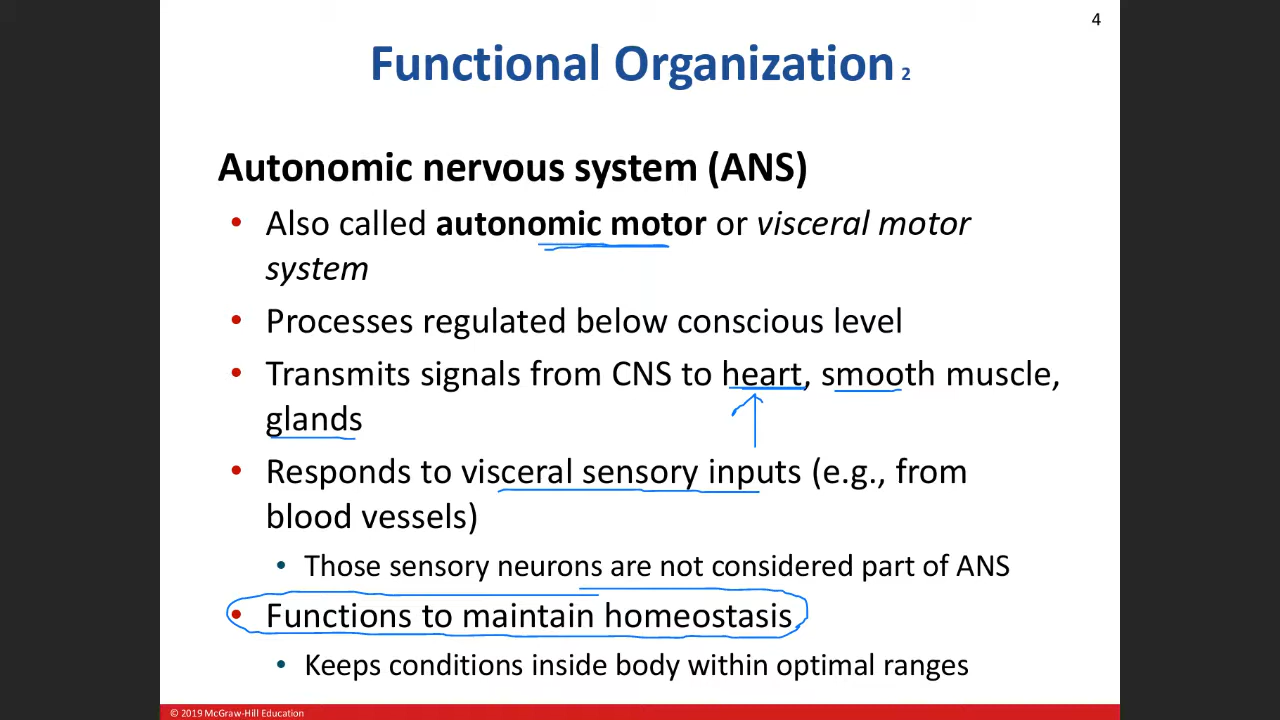 4
Functional Organization 2
Autonomic nervous system (ANS)
• Also called autonomic motor or visceral motor
system
• Processes regulated below conscious level
• Transmits signals from CNS to heart, smooth muscle,
glands
• Responds to visceral sensory inputs (e.g., from
blood vessels)
• Those sensory neurons are not considered part of ANS
• Functions to maintain homeostasis
• Keeps conditions inside body within optimal ranges
© 2019 McGraw-Hill Education